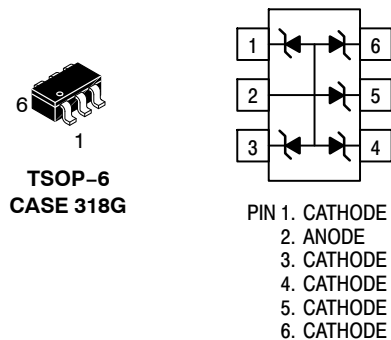 6
1
TSOP–6
CASE 318G
1
6
2
5
3
4
PIN 1. CATHODE
2. ANODE
3. CATHODE
4. CATHODE
5. CATHODE
6. CATHODE